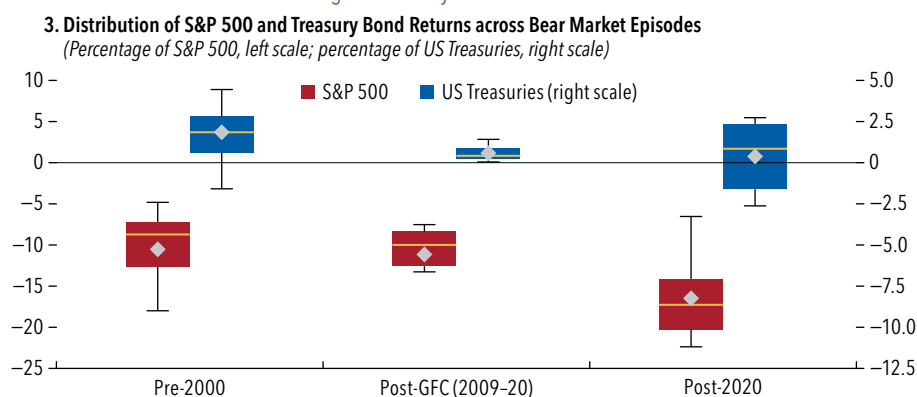 3. Distribution of S&P 500 and Treasury Bond Returns across Bear Market Episodes
(Percentage of S&P 500, left scale; percentage of US Treasuries, right scale)
S&P 500
US Treasuries (right scale)
10
5
0
–5
–10
–15
–20
–25
5.0
2.5
0
–2.5
–5.0
–7.5
–10.0
–12.5
Pre-2000
Post-GFC (2009–20)
Post-2020